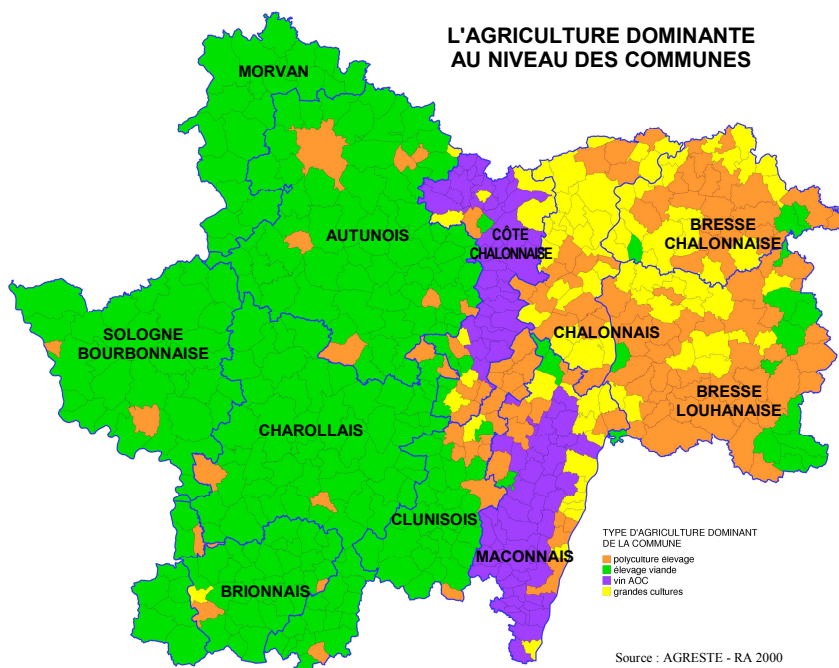 L'AGRICULTURE DOMINANTE
AU NIVEAU DES COMMUNES
MORVAN
AUTUNOIS
CÔTE
CHALONNAISE
BRESSE
CHALONNAISE
SOLOGNE
BOURBONNAISE
CHALONNAIS
BRESSE
LOUHANAISE
CHAROLLAIS
CLUNISOIS
MACONNAIS
BRIONNAIS
TYPE D'AGRICULTURE DOMINANT
DE LA COMMUNE
polyculture élevage
élevage viande
vin AOC
grandes cultures
Source : AGRESTE - RA 2000